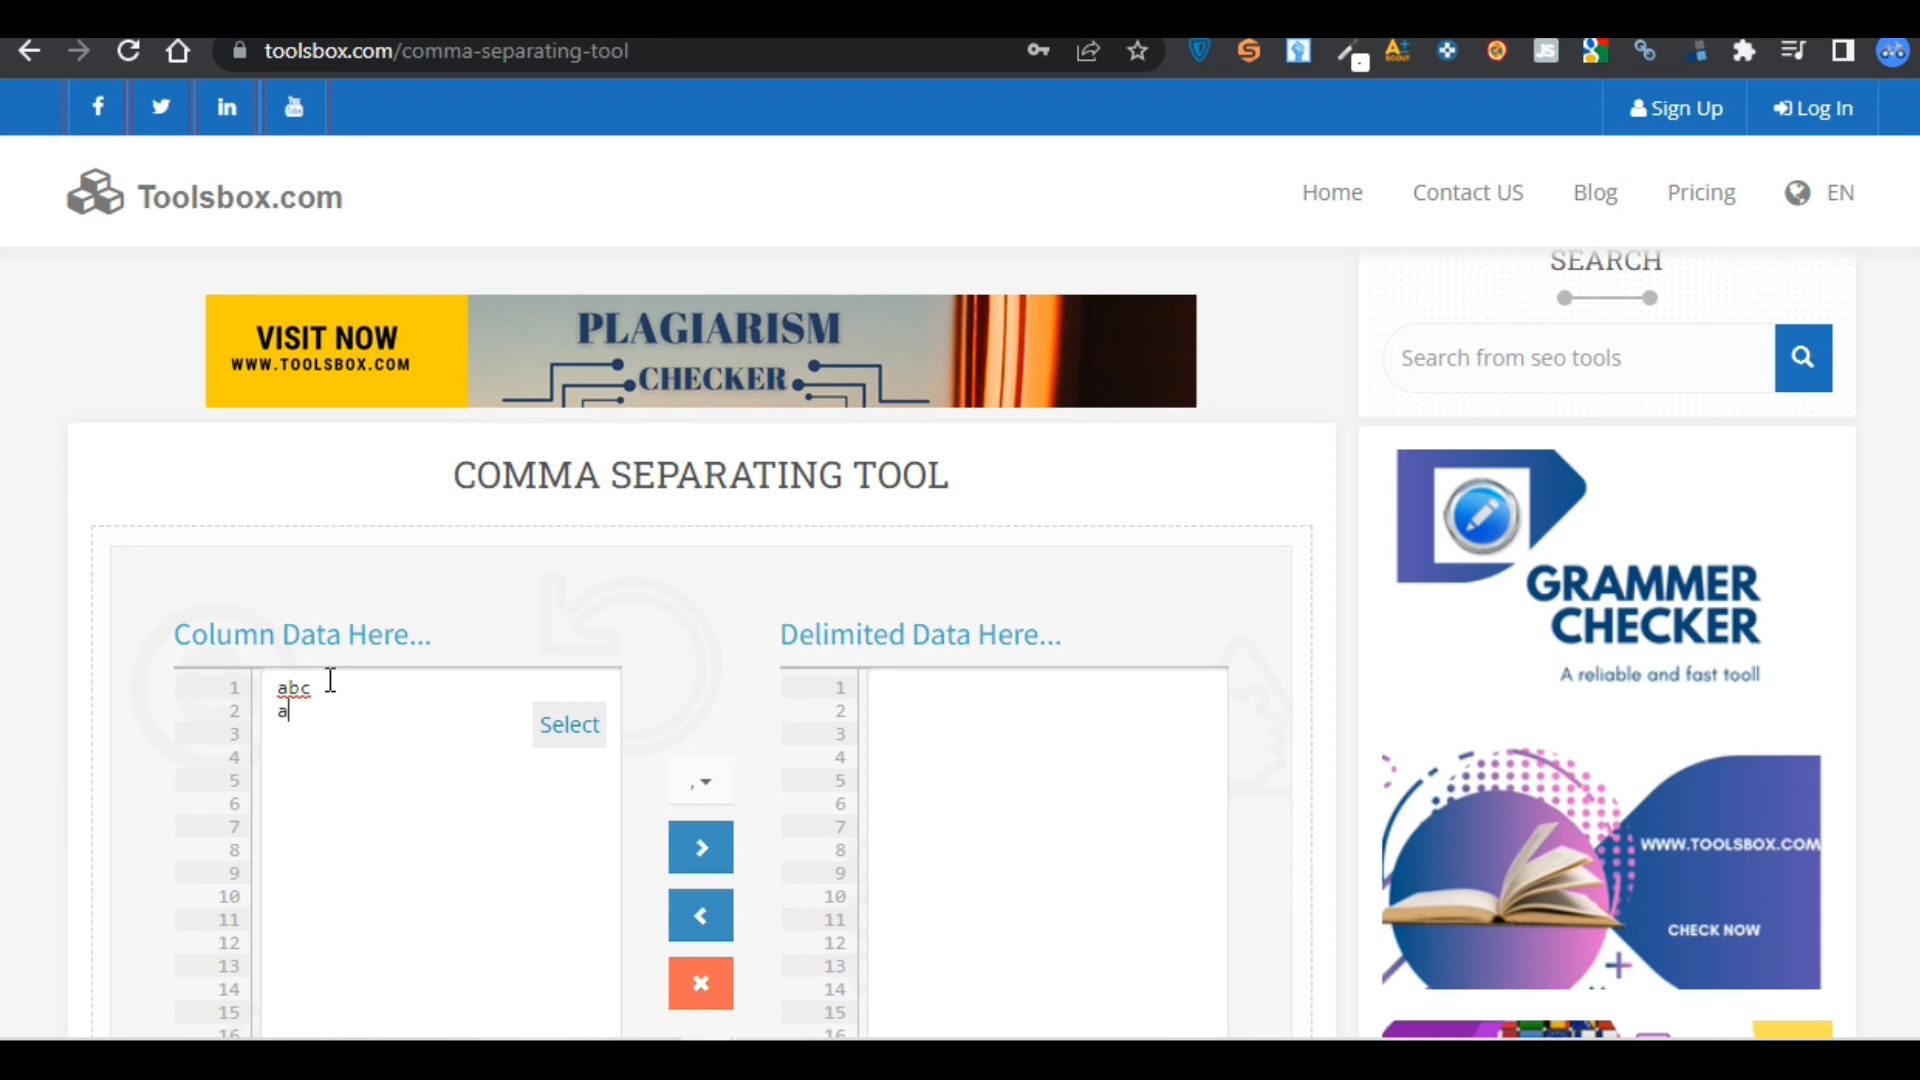 toolsbox.com/comma-separating-tool
Sign Up
Log In
Toolsbox.com
Home
Contact US
Blog
Pricing
EN
VISIT NOW
WWW.TOOLSBOX.COM
PLAGIARISM
CHECKER
SEARCH
Search from seo tools
COMMA SEPARATING TOOL
Column Data Here...
Delimited Data Here...
1
2
3
4
5
6
7
8
9
10
11
12
13
14
15
16
abc
a
Select
,
1
2
3
4
5
6
7
8
9
10
11
12
13
14
15
16
GRAMMER
CHECKER
A reliable and fast tooll
WWW.TOOLSBOX.COM
CHECK NOW